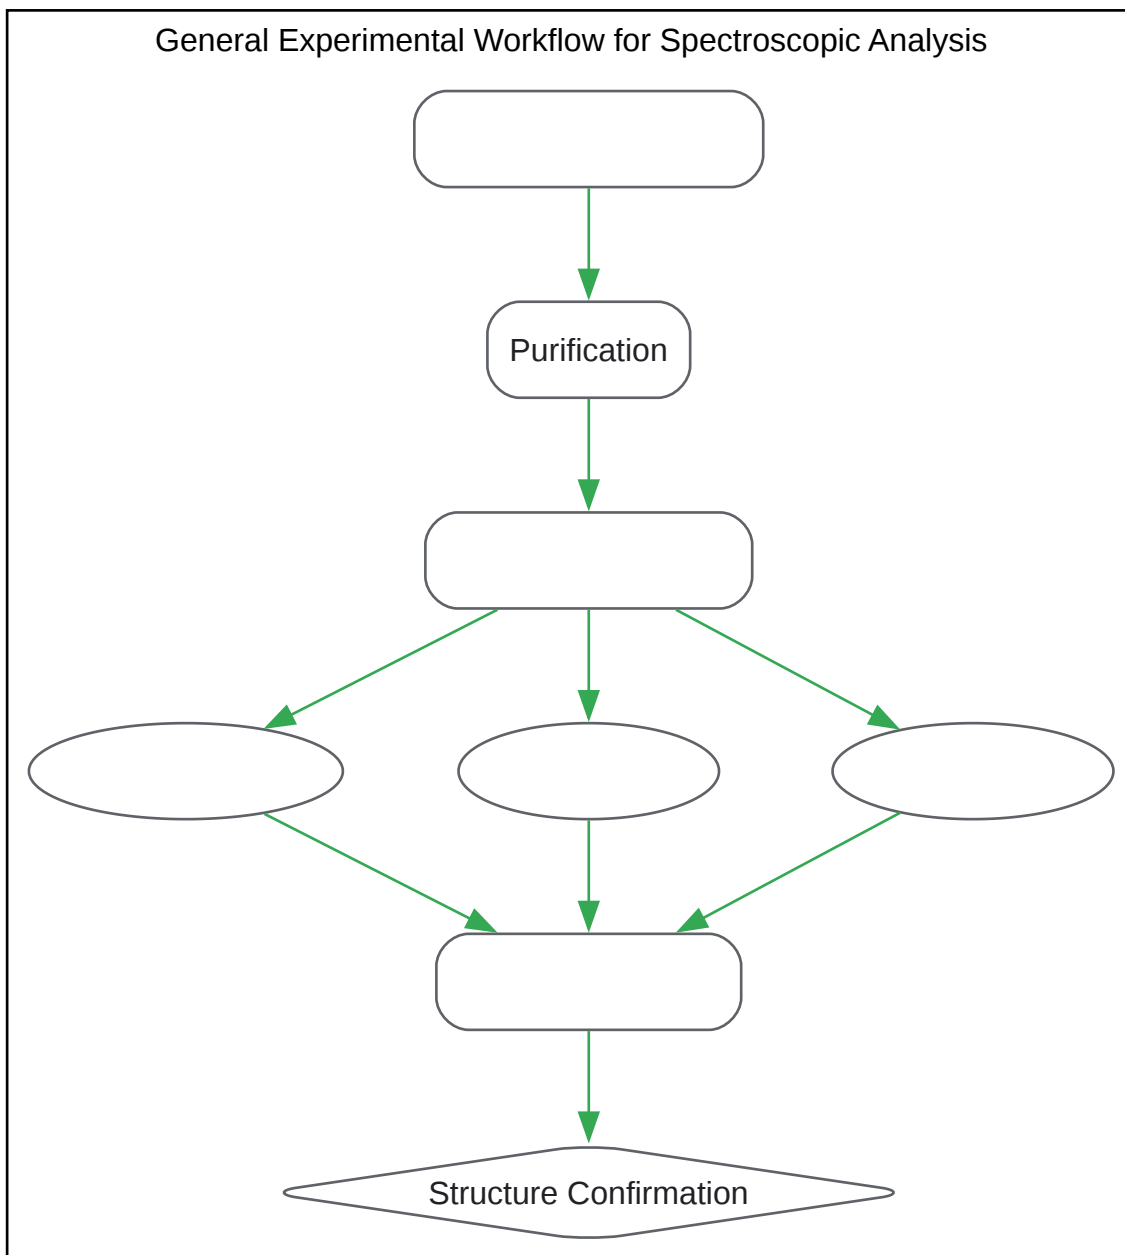 General Experimental Workflow for Spectroscopic Analysis
Purification
Structure Confirmation